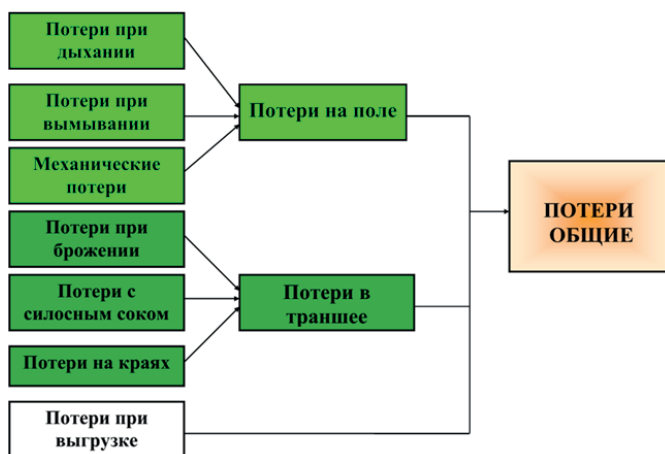 Потери при
дыхании
Потери при
вымывании
Механические
потери
Потери на поле
Потери при
брожении
Потери с
силосным соком
Потери на краях
Потери в
траншее
Потери при
выгрузке
ПОТЕРИ
ОБЩИЕ